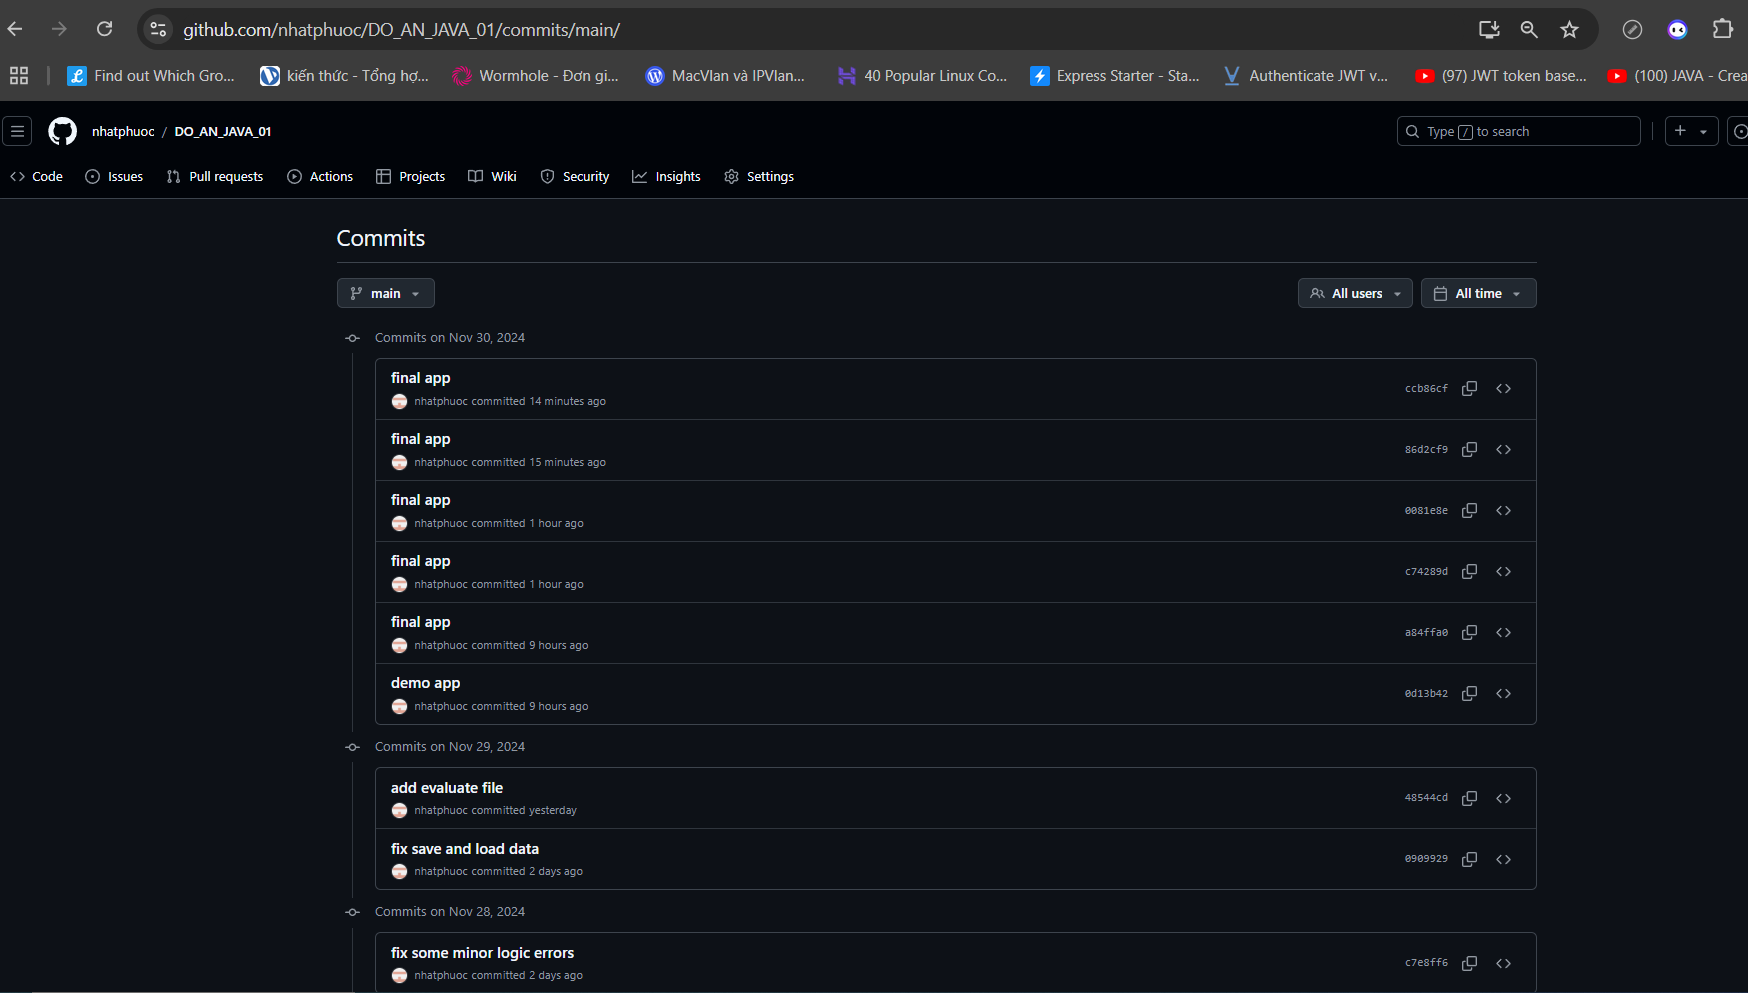 github.com/nhatphuoc/DO_AN_JAVA_01/commits/main/
Find out Which Gro... kiến thức - Tổng hợ... Wormhole - Đơn gi... MacVlan và IPVlan... 40 Popular Linux Co... Express Starter - Sta... Authenticate JWT v... (97) JWT token base... (100) JAVA - Crea
nhatphuoc / DO_AN_JAVA_01 Type / to search
Code Issues Pull requests Actions Projects Wiki Security Insights Settings
Commits
main All users All time
Commits on Nov 30, 2024
final app
nhatphuoc committed 14 minutes ago ccb86cf
final app
nhatphuoc committed 15 minutes ago 86d2cf9
final app
nhatphuoc committed 1 hour ago 0081e8e
final app
nhatphuoc committed 1 hour ago c74289d
final app
nhatphuoc committed 9 hours ago a84ffa0
demo app
nhatphuoc committed 9 hours ago 0d13b42
Commits on Nov 29, 2024
add evaluate file
nhatphuoc committed yesterday 48544cd
fix save and load data
nhatphuoc committed 2 days ago 0909929
Commits on Nov 28, 2024
fix some minor logic errors
nhatphuoc committed 2 days ago c7e8ff6